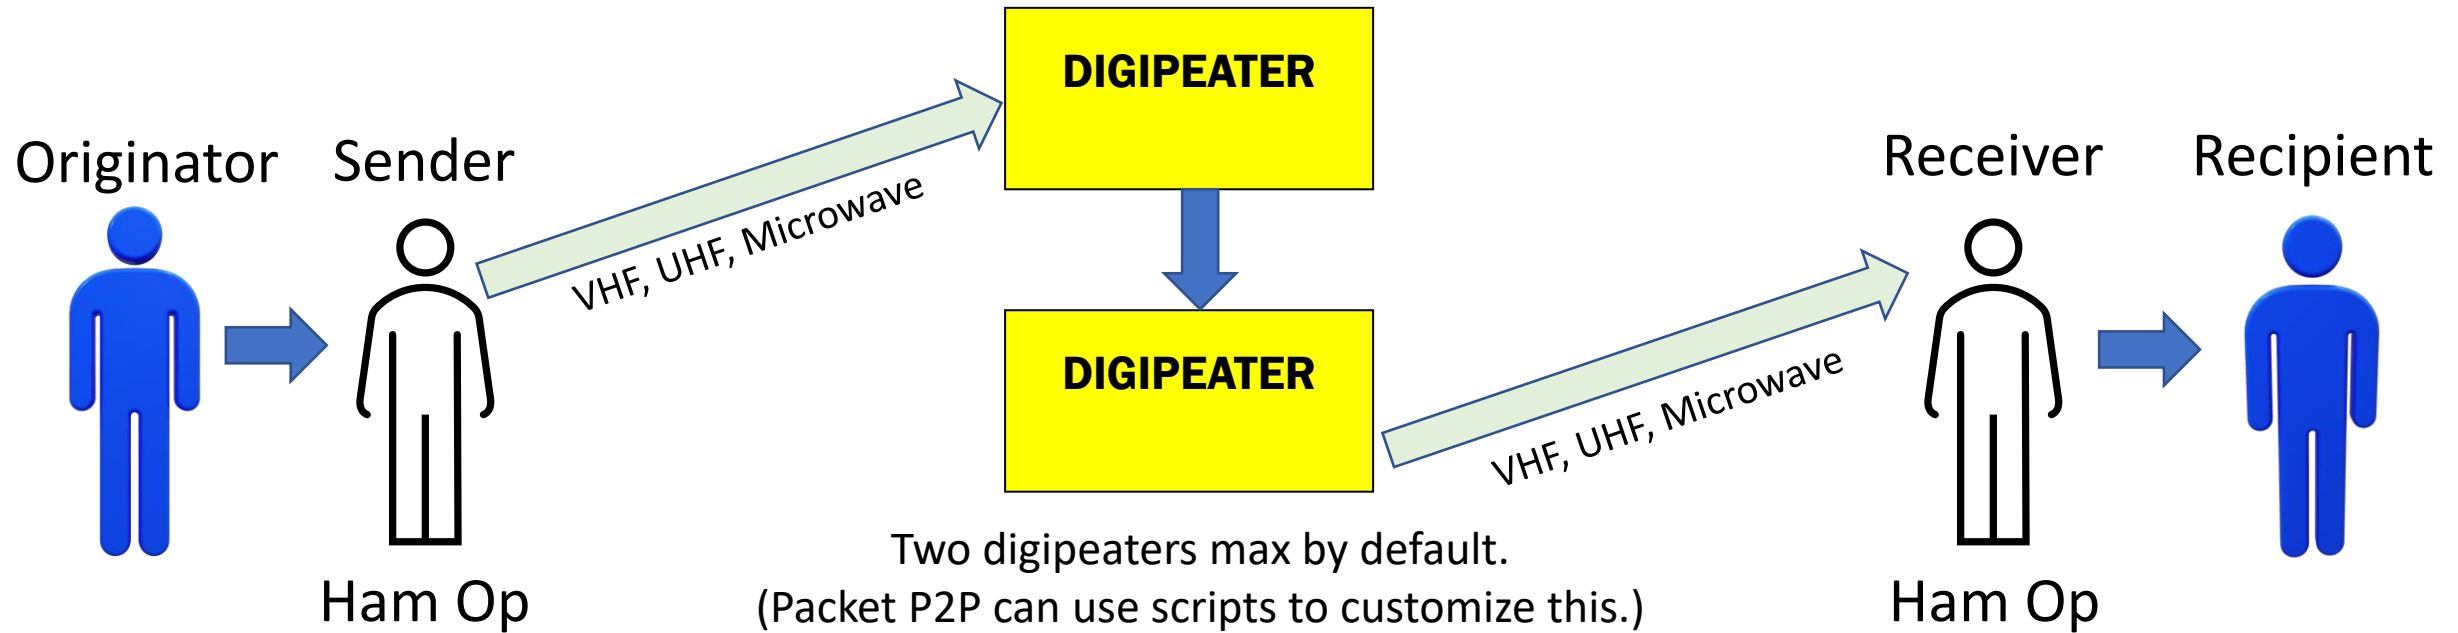 Originator
Sender
VHF, UHF, Microwave
DIGIPEATER
DIGIPEATER
VHF, UHF, Microwave
Receiver
Recipient
Ham Op
Two digipeaters max by default.
(Packet P2P can use scripts to customize this.)
Ham Op